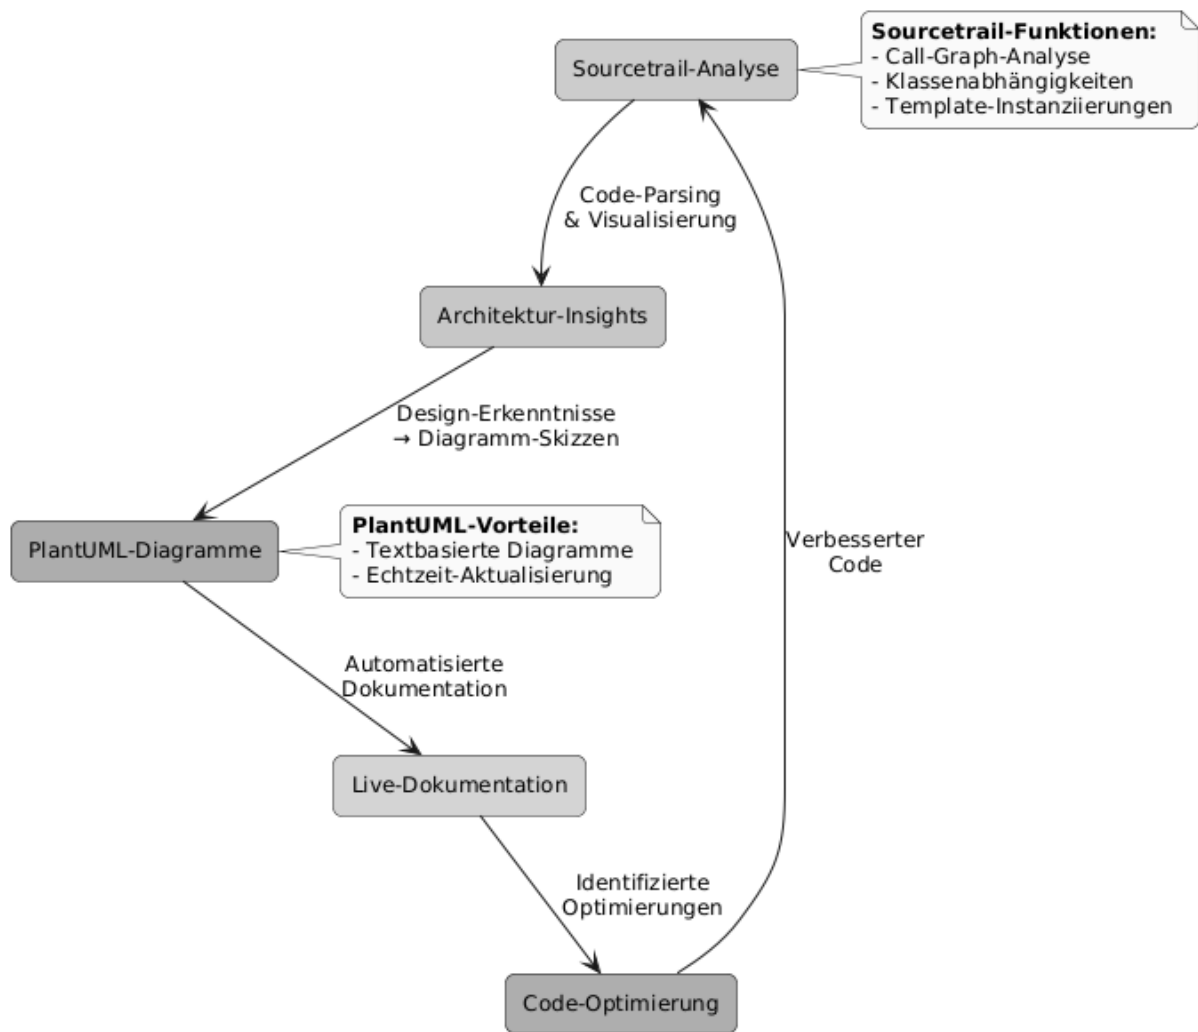 Sourcetrail-Analyse
Sourcetrail-Funktionen:
- Call-Graph-Analyse
- Klassenabhängigkeiten
- Template-Instanziierungen
Code-Parsing
& Visualisierung
Architektur-Insights
Design-Erkenntnisse
→ Diagramm-Skizzen
PlantUML-Diagramme
PlantUML-Vorteile:
- Textbasierte Diagramme
- Echtzeit-Aktualisierung
Verbesserter
Code
Automatisierte
Dokumentation
Live-Dokumentation
Identifizierte
Optimierungen
Code-Optimierung